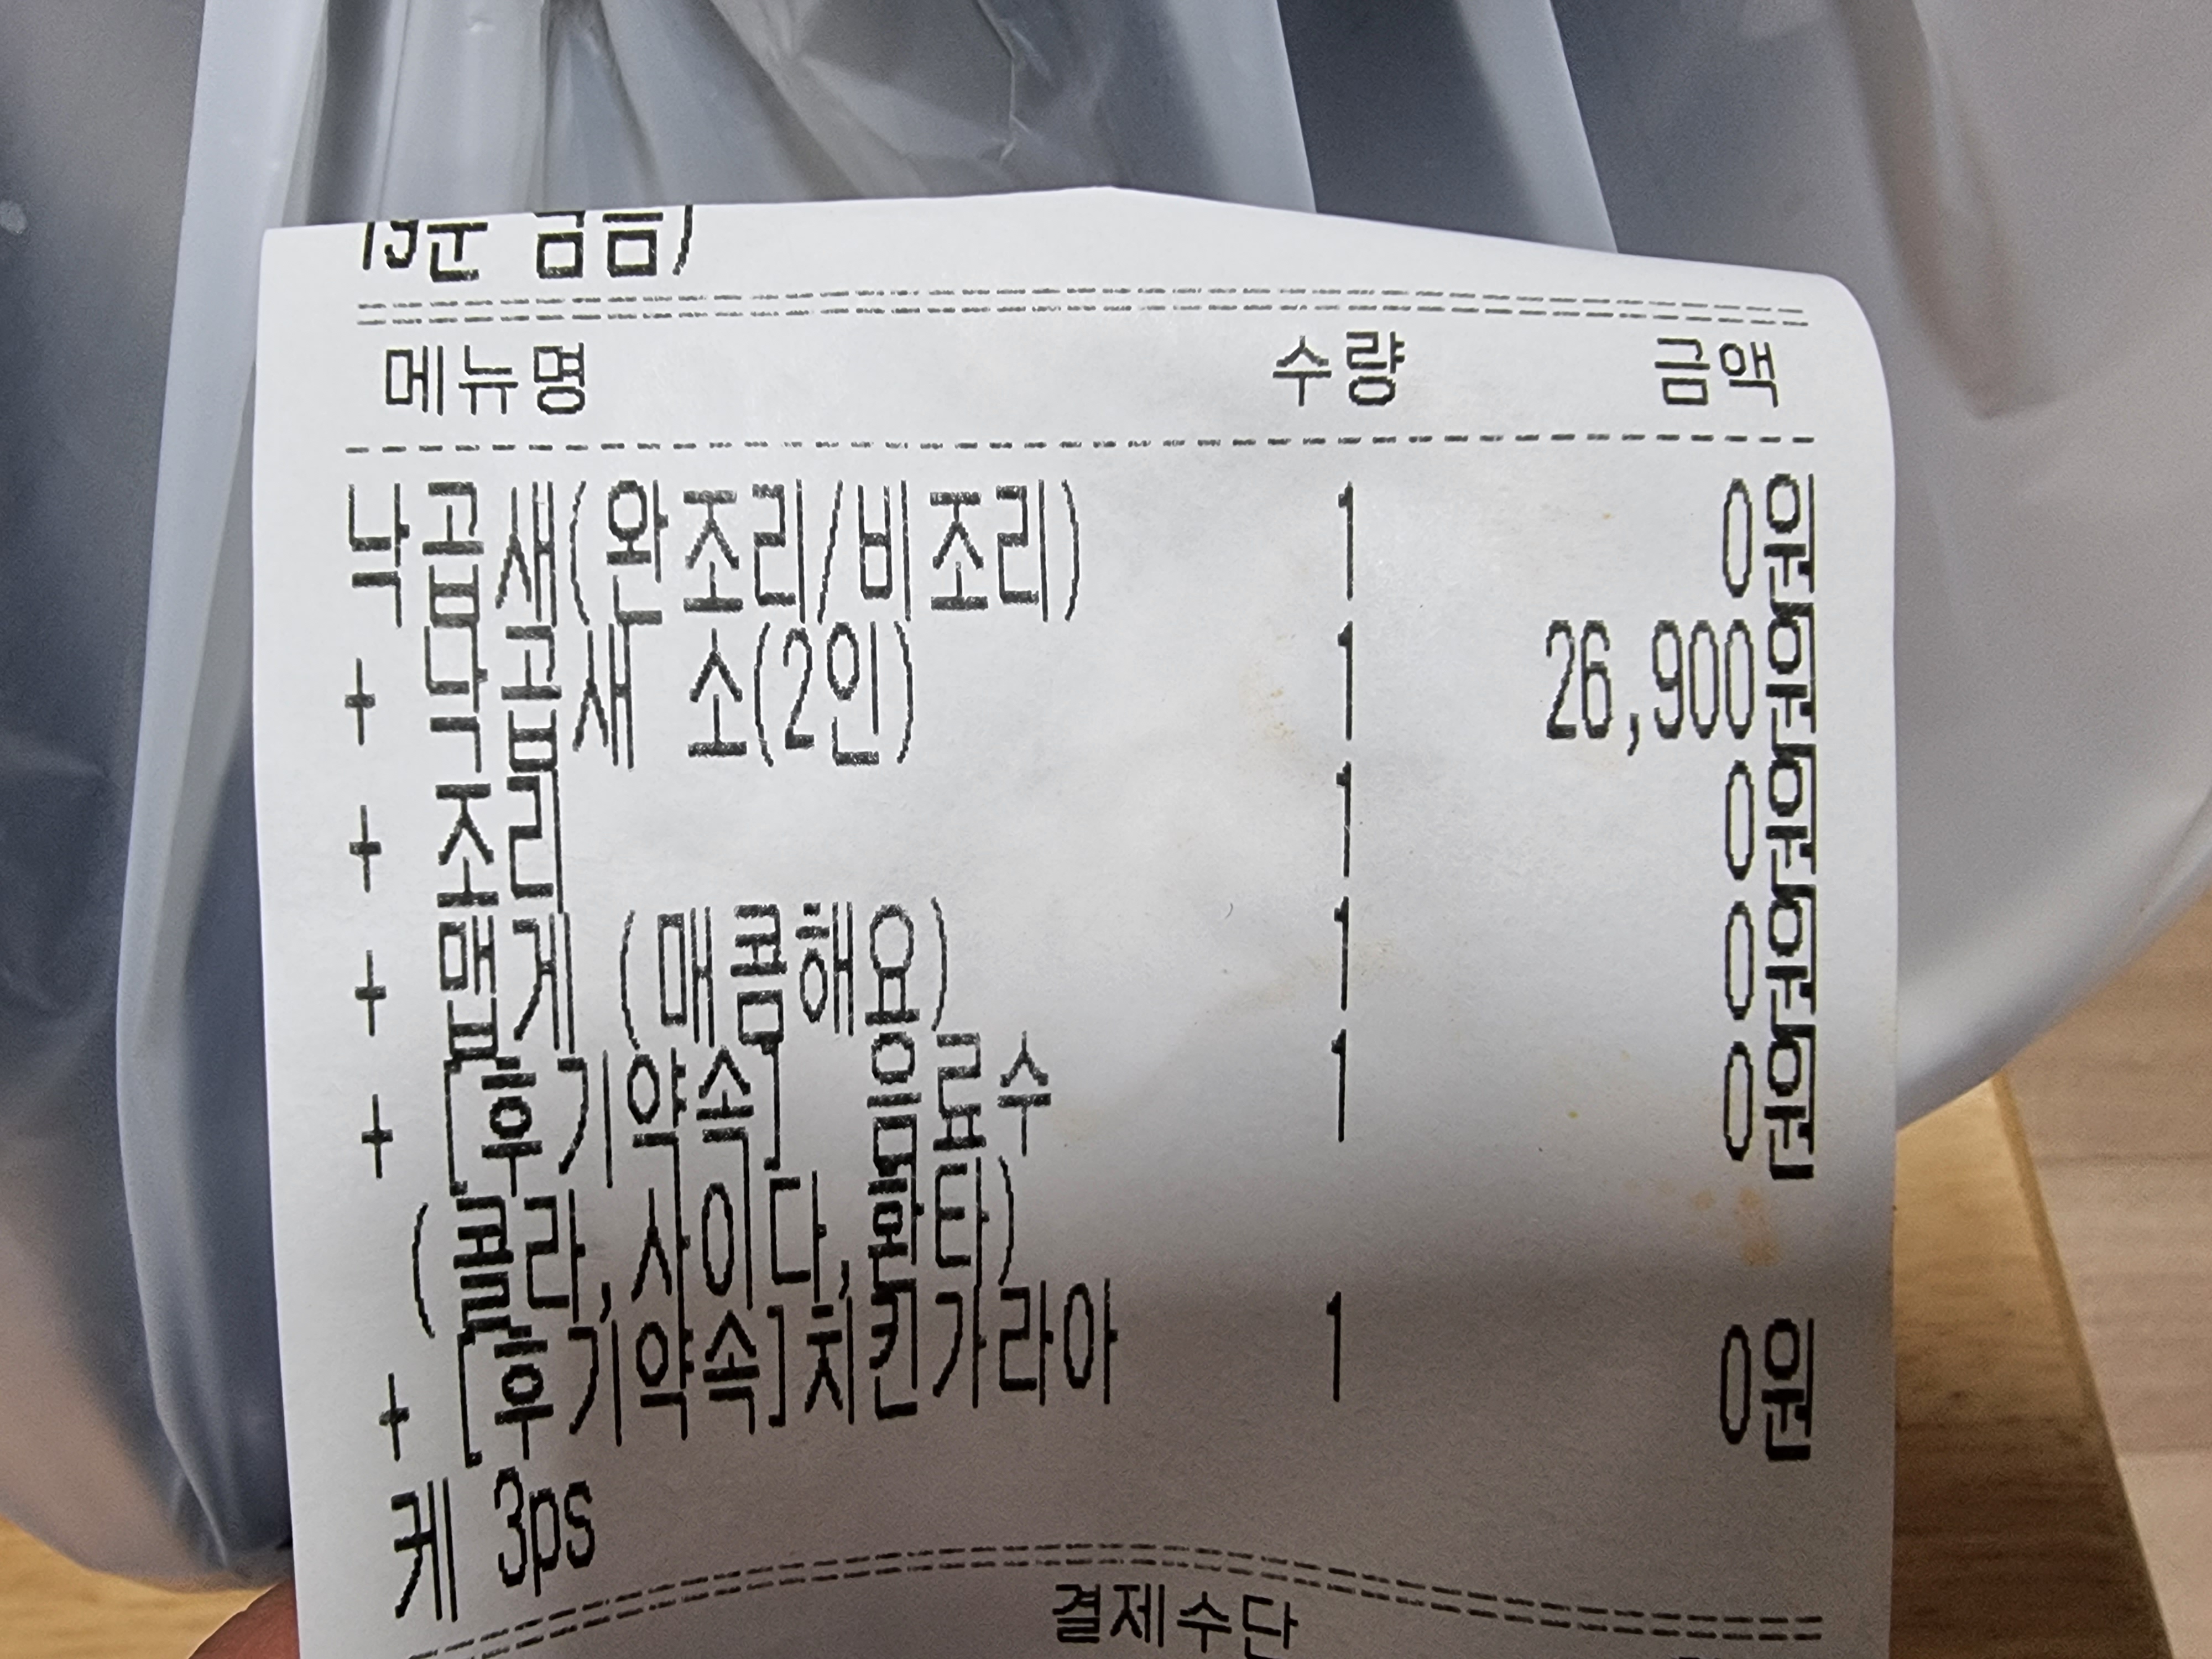 메뉴명 수량 금액
낙곱새(완조리/비조리) 1 0원
+ 낙곱새 소(2인) 1 26,900원
+ 조리 1 0원
+ 맵게 (매콤해요) 1 0원
+ [후기약속] 음료수 1 0원
(콜라,사이다,환타)
+ [후기약속]치킨가라아 1 0원
케 3ps
결제수단